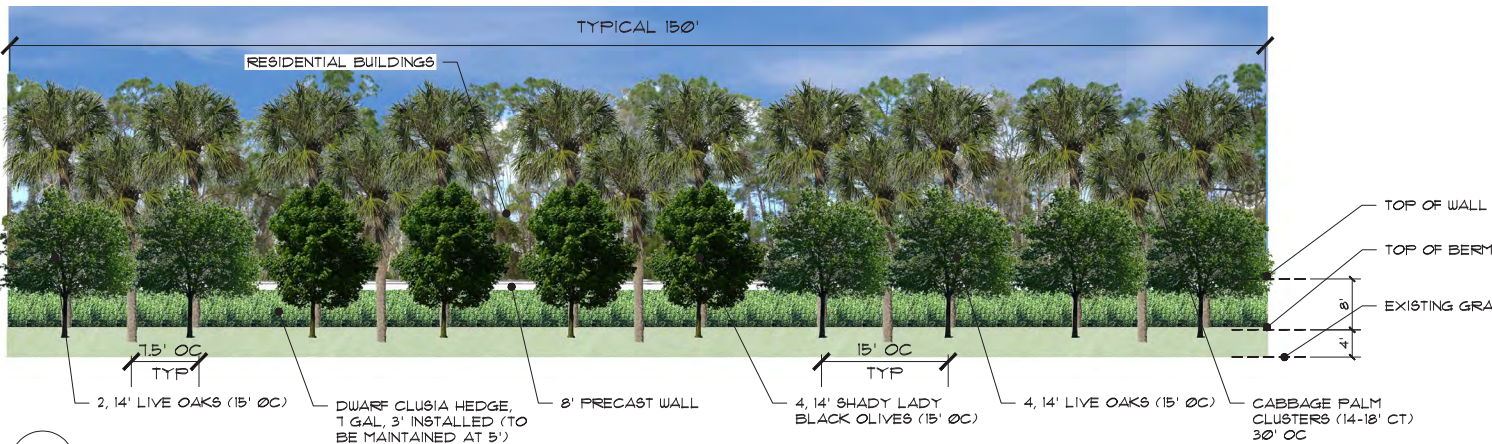 TYPICAL 150'
RESIDENTIAL BUILDINGS
TOP OF WALL
TOP OF BERM
8'
EXISTING GRA
4'
7.5' OC
TYP
15' OC
TYP
2, 14' LIVE OAKS (15' OC)
DWARF CLUSIA HEDGE,
7 GAL, 3' INSTALLED (TO
BE MAINTAINED AT 5')
8' PRECAST WALL
4, 14' SHADY LADY
BLACK OLIVES (15' OC)
4, 14' LIVE OAKS (15' OC)
CABBAGE PALM
CLUSTERS (14-18' CT)
30' OC